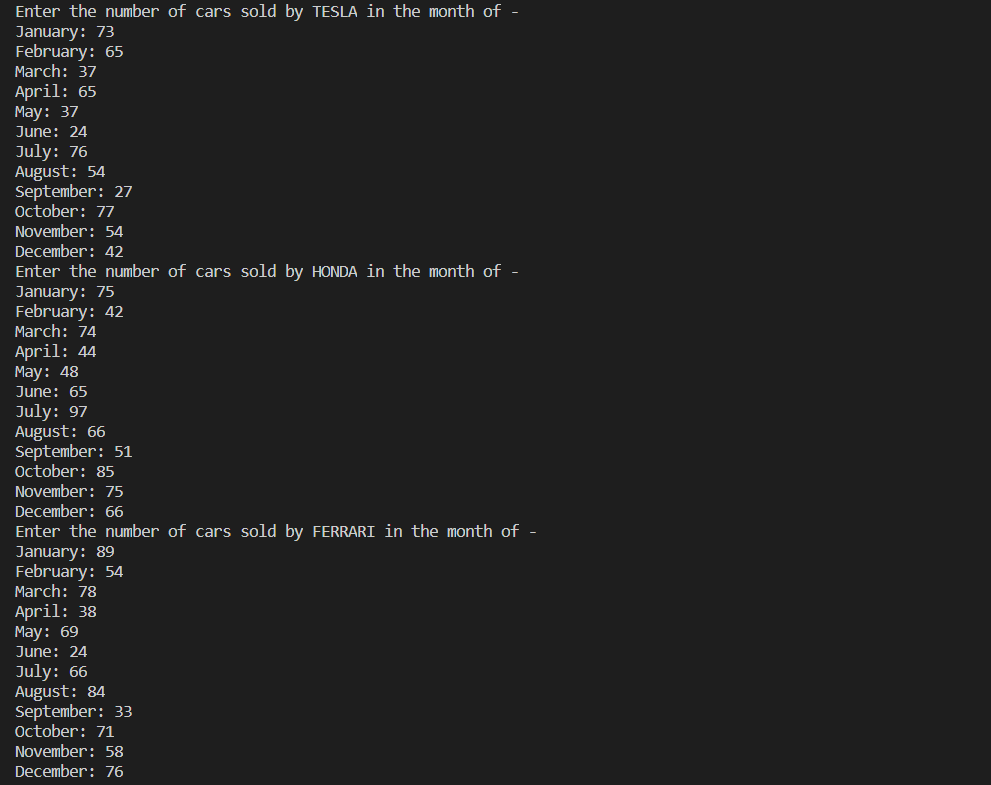 Enter the number of cars sold by TESLA in the month of -
January: 73
February: 65
March: 37
April: 65
May: 37
June: 24
July: 76
August: 54
September: 27
October: 77
November: 54
December: 42
Enter the number of cars sold by HONDA in the month of -
January: 75
February: 42
March: 74
April: 44
May: 48
June: 65
July: 97
August: 66
September: 51
October: 85
November: 75
December: 66
Enter the number of cars sold by FERRARI in the month of -
January: 89
February: 54
March: 78
April: 38
May: 69
June: 24
July: 66
August: 84
September: 33
October: 71
November: 58
December: 76